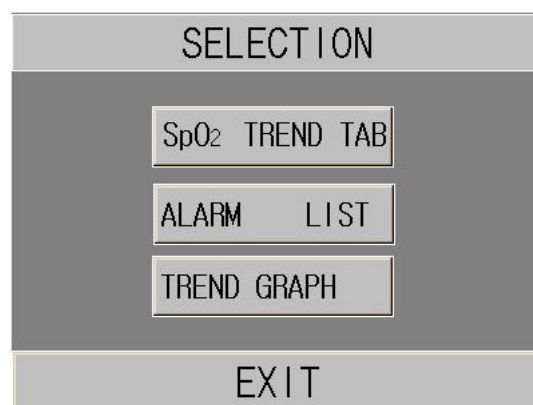 SELECTION
SpO₂ TREND TAB
ALARM LIST
TREND GRAPH
EXIT